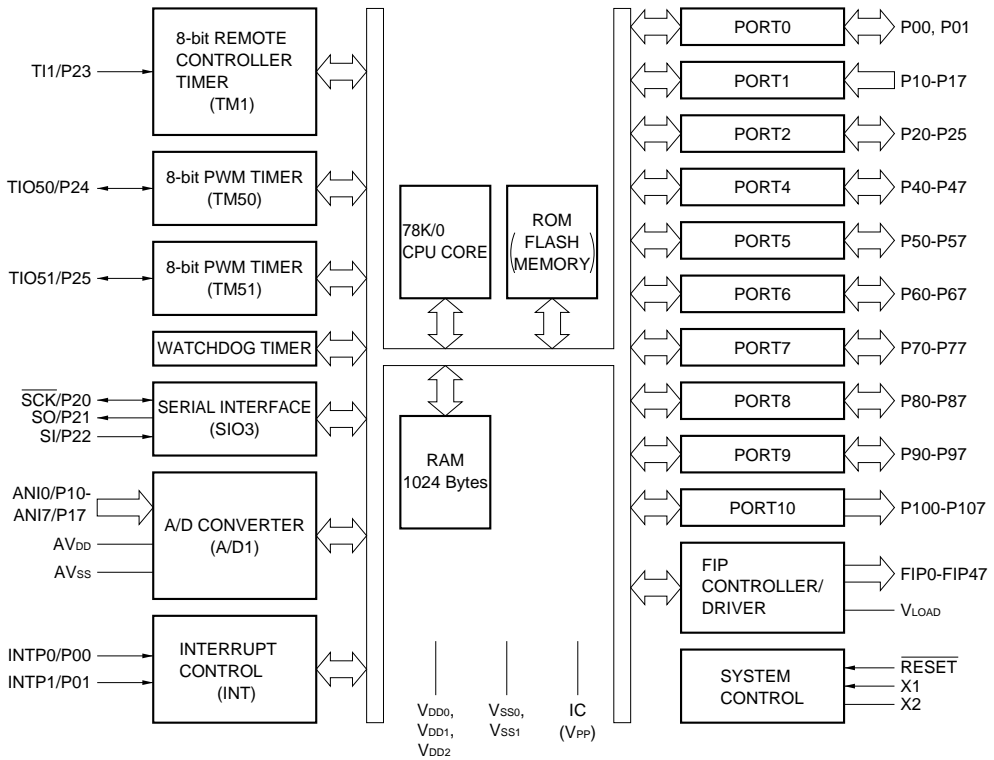 TI1/P23
8-bit REMOTE
CONTROLLER
TIMER
(TM1)
TIO50/P24
8-bit PWM TIMER
(TM50)
TIO51/P25
8-bit PWM TIMER
(TM51)
WATCHDOG TIMER
SCK/P20
SO/P21
SI/P22
SERIAL INTERFACE
(SIO3)
ANI0/P10-
ANI7/P17
AVDD
AVSS
A/D CONVERTER
(A/D1)
INTP0/P00
INTP1/P01
INTERRUPT
CONTROL
(INT)
78K/0
CPU CORE
ROM
(FLASH
MEMORY)
RAM
1024 Bytes
VDD0,
VDD1,
VDD2
VSS0,
VSS1
IC
(VPP)
PORT0
P00, P01
PORT1
P10-P17
PORT2
P20-P25
PORT4
P40-P47
PORT5
P50-P57
PORT6
P60-P67
PORT7
P70-P77
PORT8
P80-P87
PORT9
P90-P97
PORT10
P100-P107
FIP
CONTROLLER/
DRIVER
FIP0-FIP47
VLOAD
SYSTEM
CONTROL
RESET
X1
X2